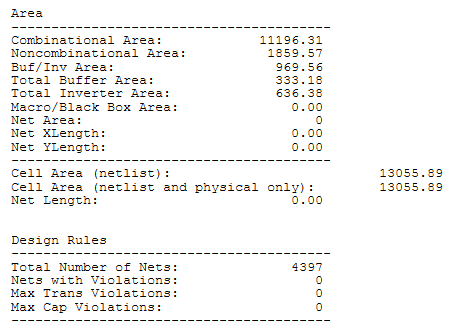 Area
----------------------------------------
Combinational Area: 11196.31
Noncombinational Area: 1859.57
Buf/Inv Area: 969.56
Total Buffer Area: 333.18
Total Inverter Area: 636.38
Macro/Black Box Area: 0.00
Net Area: 0
Net XLength: 0.00
Net YLength: 0.00
----------------------------------------
Cell Area (netlist): 13055.89
Cell Area (netlist and physical only): 13055.89
Net Length: 0.00
Design Rules
----------------------------------------
Total Number of Nets: 4397
Nets with Violations: 0
Max Trans Violations: 0
Max Cap Violations: 0
----------------------------------------